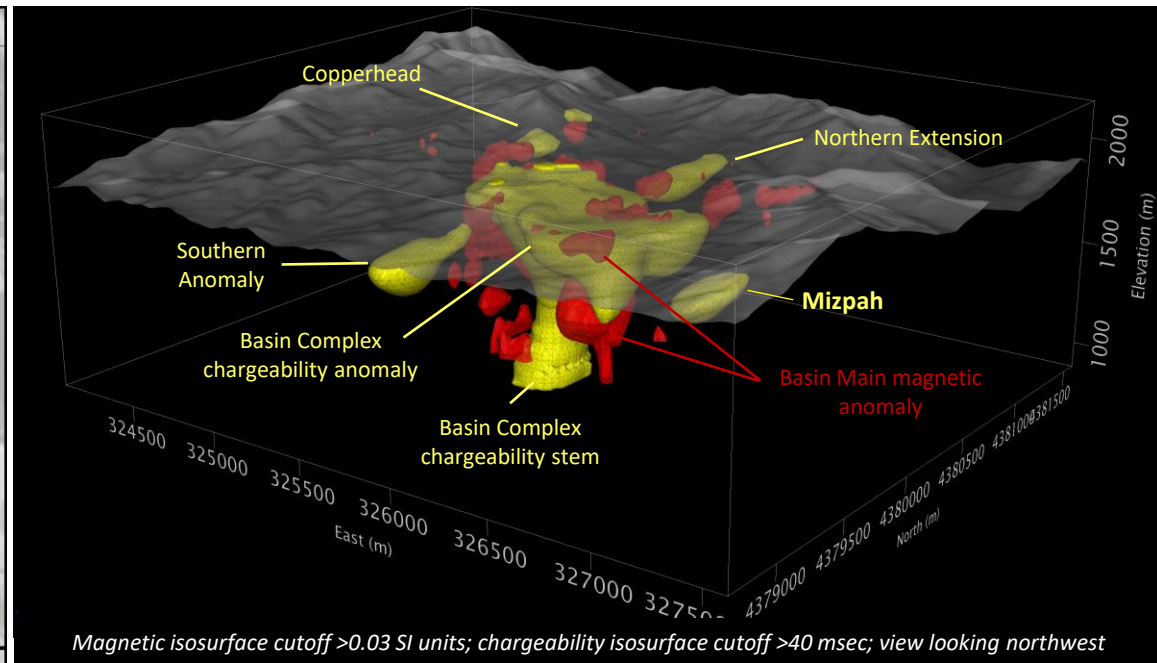 Copperhead
Northern Extension
Southern
Anomaly
Mizpah
Basin Complex
chargeability anomaly
Basin Main magnetic
anomaly
Basin Complex
chargeability stem
2000
1500
1000
Elevation (m)
324500
325000
325500
326000
326500
327000
327500
East (m)
4379000
4379500
4380000
4380500
4381000
4381500
North (m)
Magnetic isosurface cutoff >0.03 SI units; chargeability isosurface cutoff >40 msec; view looking northwest